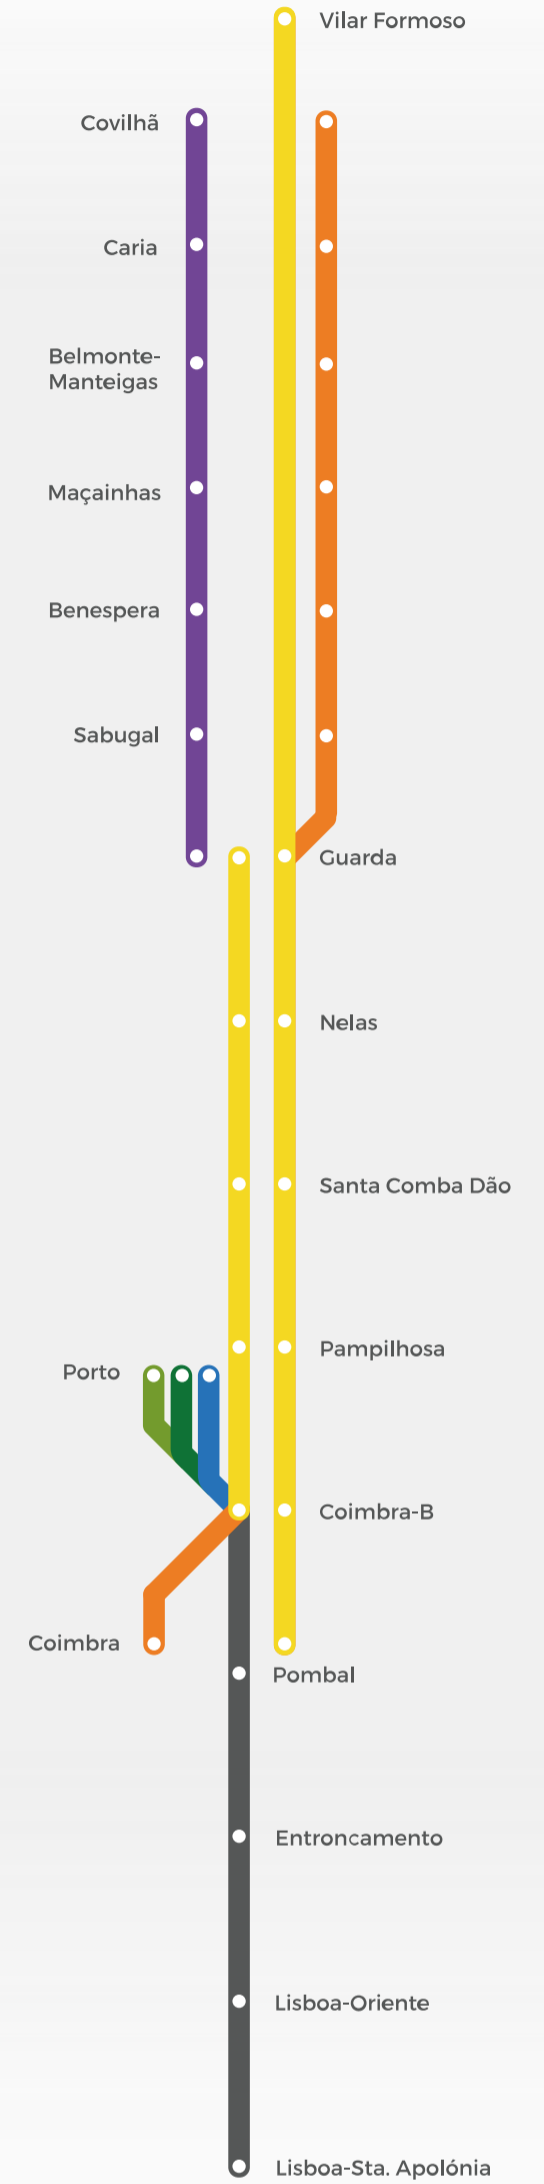 Vilar Formoso
Covilhã
Caria
Belmonte-
Manteigas
Maçainhas
Benespera
Sabugal
Guarda
Nelas
Santa Comba Dão
Pampilhosa
Porto
Coimbra-B
Coimbra
Pombal
Entroncamento
Lisboa-Oriente
Lisboa-Sta. Apolónia